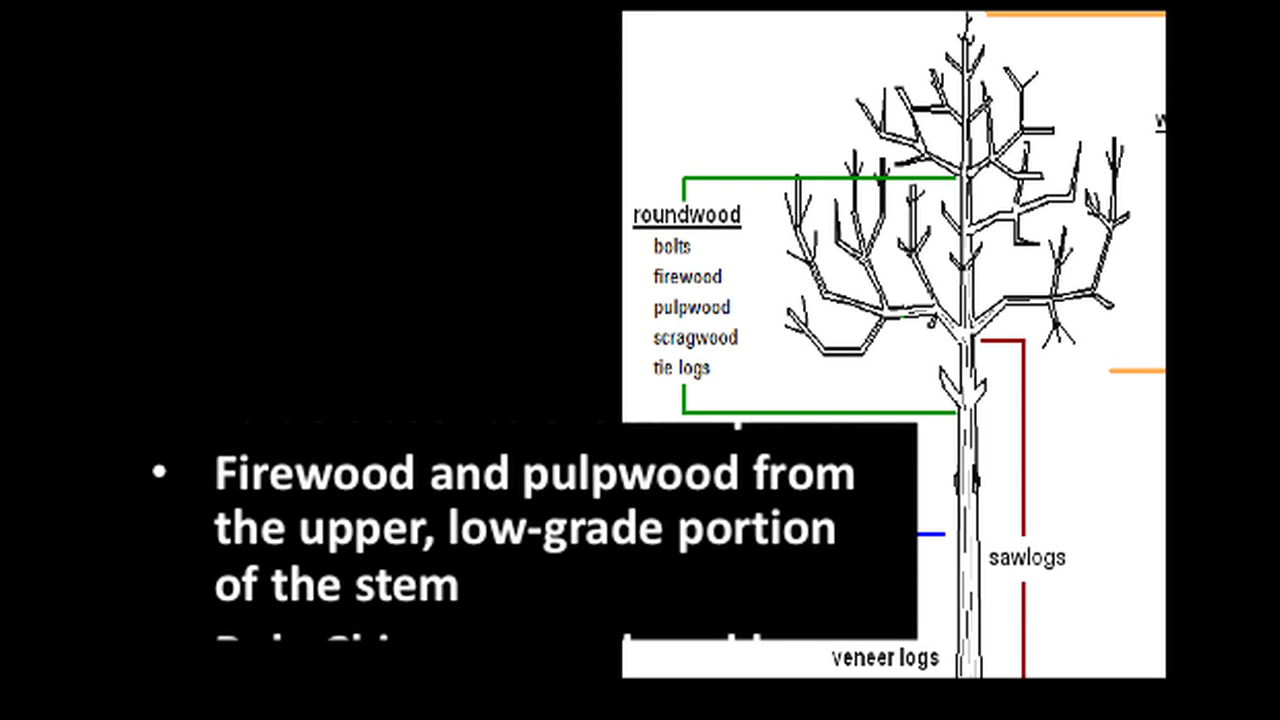 roundwood
bolts
firewood
pulpwood
scragwood
tie logs
• Firewood and pulpwood from
the upper, low-grade portion
of the stem
sawlogs
veneer logs